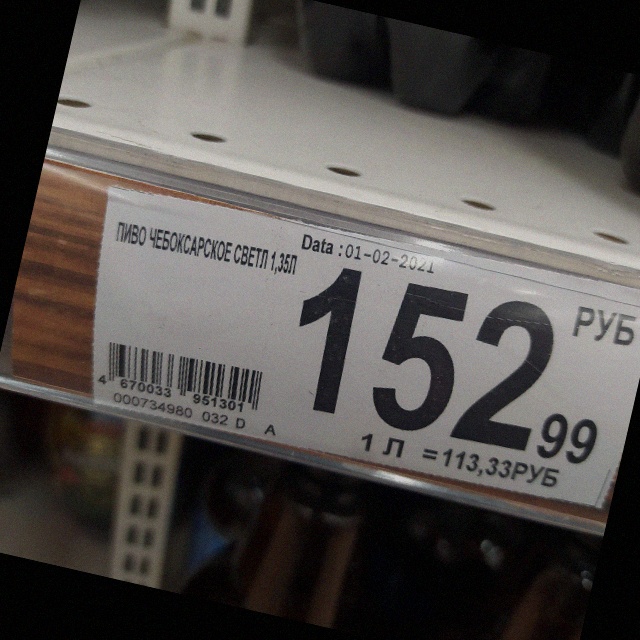 ПИВО ЧЕБОКСАРСКОЕ СВЕТЛ 1,35Л
Data : 01-02-2021
152 99 РУБ
1 Л =113,33РУБ
4 670033 951301
000734980 032 D A